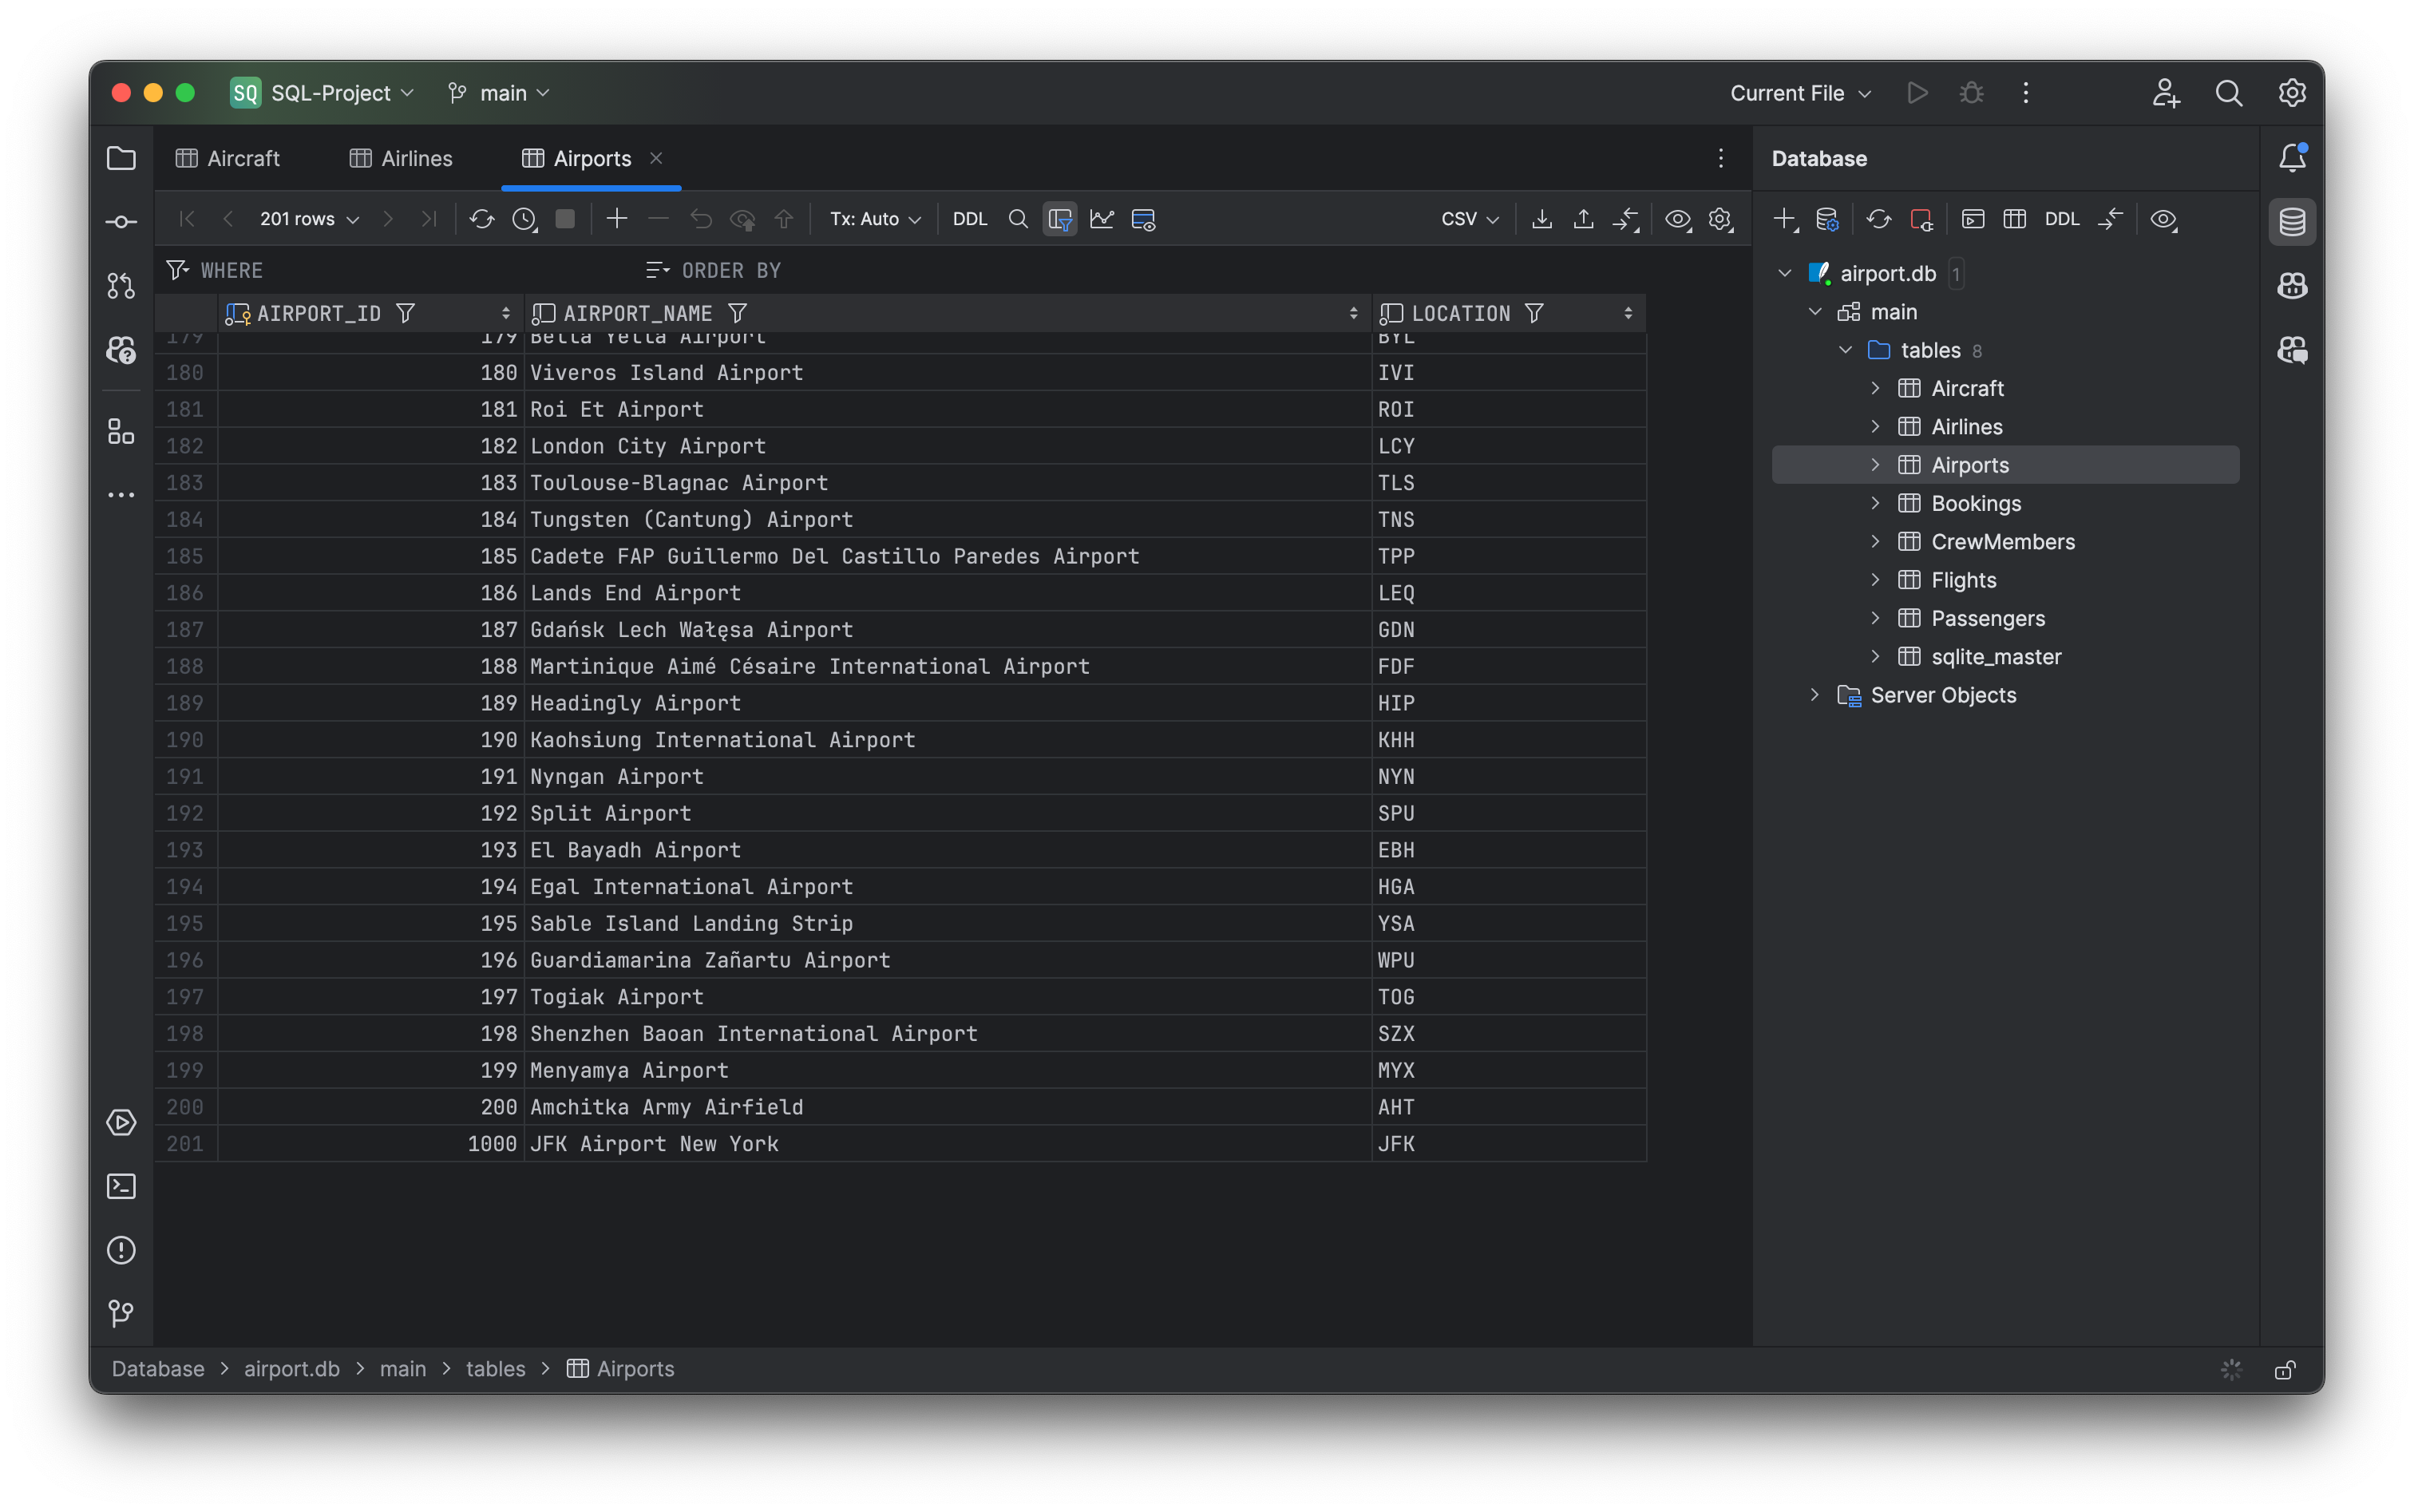 SQ SQL-Project main Current File
Aircraft Airlines Airports Database
201 rows Tx: Auto DDL CSV DDL
WHERE ORDER BY
AIRPORT_ID AIRPORT_NAME LOCATION
179 179 Betta Yetta Airport BYL
180 180 Viveros Island Airport IVI
181 181 Roi Et Airport ROI
182 182 London City Airport LCY
183 183 Toulouse-Blagnac Airport TLS
184 184 Tungsten (Cantung) Airport TNS
185 185 Cadete FAP Guillermo Del Castillo Paredes Airport TPP
186 186 Lands End Airport LEQ
187 187 Gdańsk Lech Wałęsa Airport GDN
188 188 Martinique Aimé Césaire International Airport FDF
189 189 Headingly Airport HIP
190 190 Kaohsiung International Airport KHH
191 191 Nyngan Airport NYN
192 192 Split Airport SPU
193 193 El Bayadh Airport EBH
194 194 Egal International Airport HGA
195 195 Sable Island Landing Strip YSA
196 196 Guardiamarina Zañartu Airport WPU
197 197 Togiak Airport TOG
198 198 Shenzhen Baoan International Airport SZX
199 199 Menyamya Airport MYX
200 200 Amchitka Army Airfield AHT
201 1000 JFK Airport New York JFK
airport.db 1
main
tables 8
Aircraft
Airlines
Airports
Bookings
CrewMembers
Flights
Passengers
sqlite_master
Server Objects
Database > airport.db > main > tables > Airports